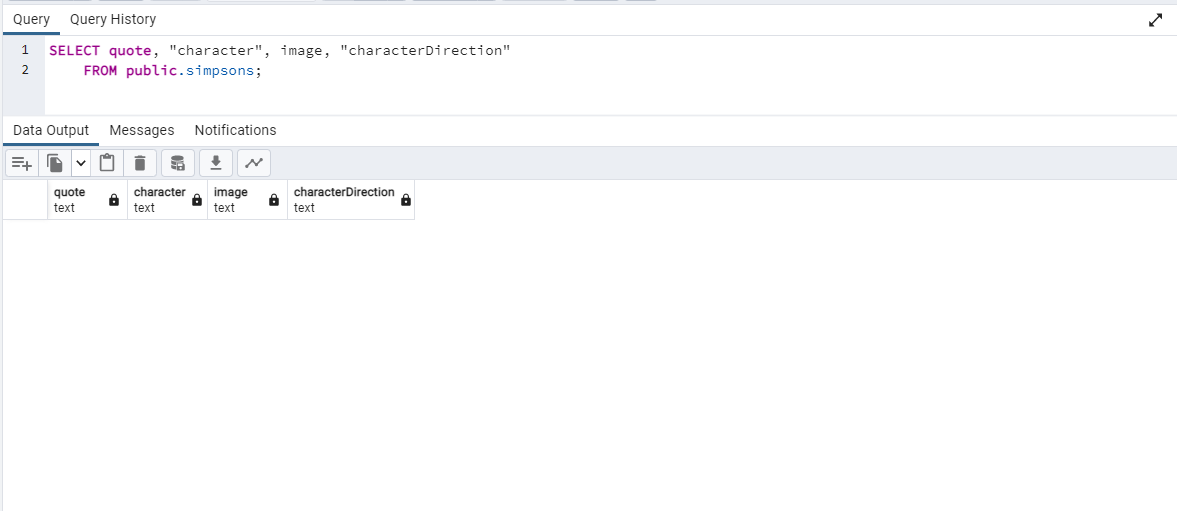 Query Query History
1 SELECT quote, "character", image, "characterDirection"
2 FROM public.simpsons;
Data Output Messages Notifications
quote character image characterDirection
text text text text